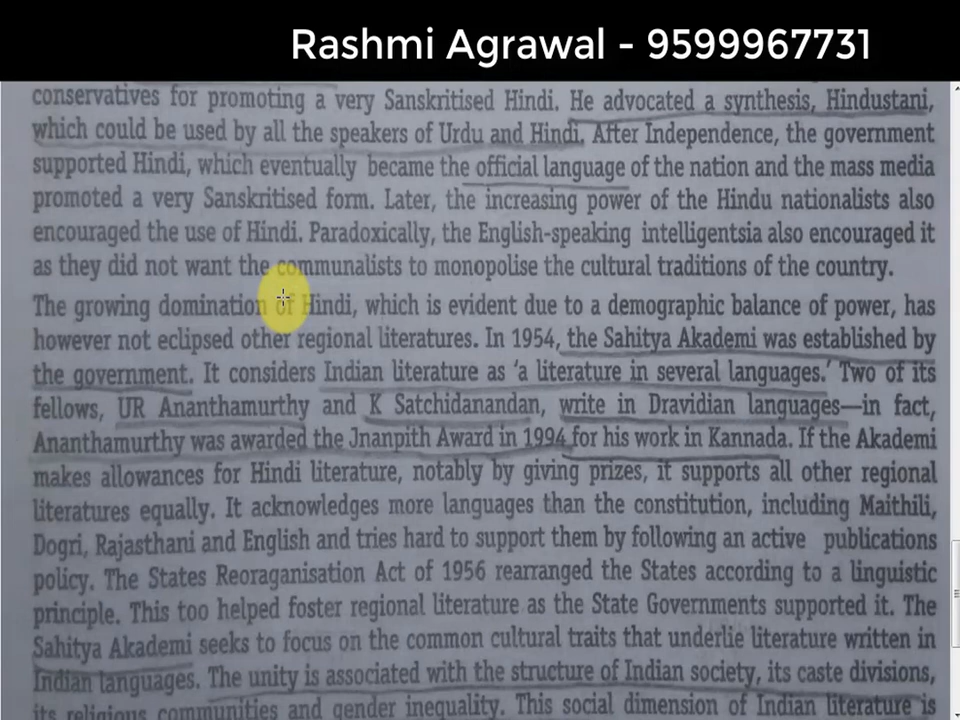 Rashmi Agrawal - 9599967731
conservatives for promoting a very Sanskritised Hindi. He advocated a synthesis, Hindustani,
which could be used by all the speakers of Urdu and Hindi. After Independence, the government
supported Hindi, which eventually became the official language of the nation and the mass media
promoted a very Sanskritised form. Later, the increasing power of the Hindu nationalists also
encouraged the use of Hindi. Paradoxically, the English-speaking intelligentsia also encouraged it
as they did not want the communalists to monopolise the cultural traditions of the country.
The growing domination of Hindi, which is evident due to a demographic balance of power, has
however not eclipsed other regional literatures. In 1954, the Sahitya Akademi was established by
the government. It considers Indian literature as 'a literature in several languages.' Two of its
fellows, UR Ananthamurthy and K Satchidanandan, write in Dravidian languages—in fact,
Ananthamurthy was awarded the Jnanpith Award in 1994 for his work in Kannada. If the Akademi
makes allowances for Hindi literature, notably by giving prizes, it supports all other regional
literatures equally. It acknowledges more languages than the constitution, including Maithili,
Dogri, Rajasthani and English and tries hard to support them by following an active publications
policy. The States Reoraganisation Act of 1956 rearranged the States according to a linguistic
principle. This too helped foster regional literature as the State Governments supported it. The
Sahitya Akademi seeks to focus on the common cultural traits that underlie literature written in
Indian languages. The unity is associated with the structure of Indian society, its caste divisions,
its religious communities and gender inequality. This social dimension of Indian literature is